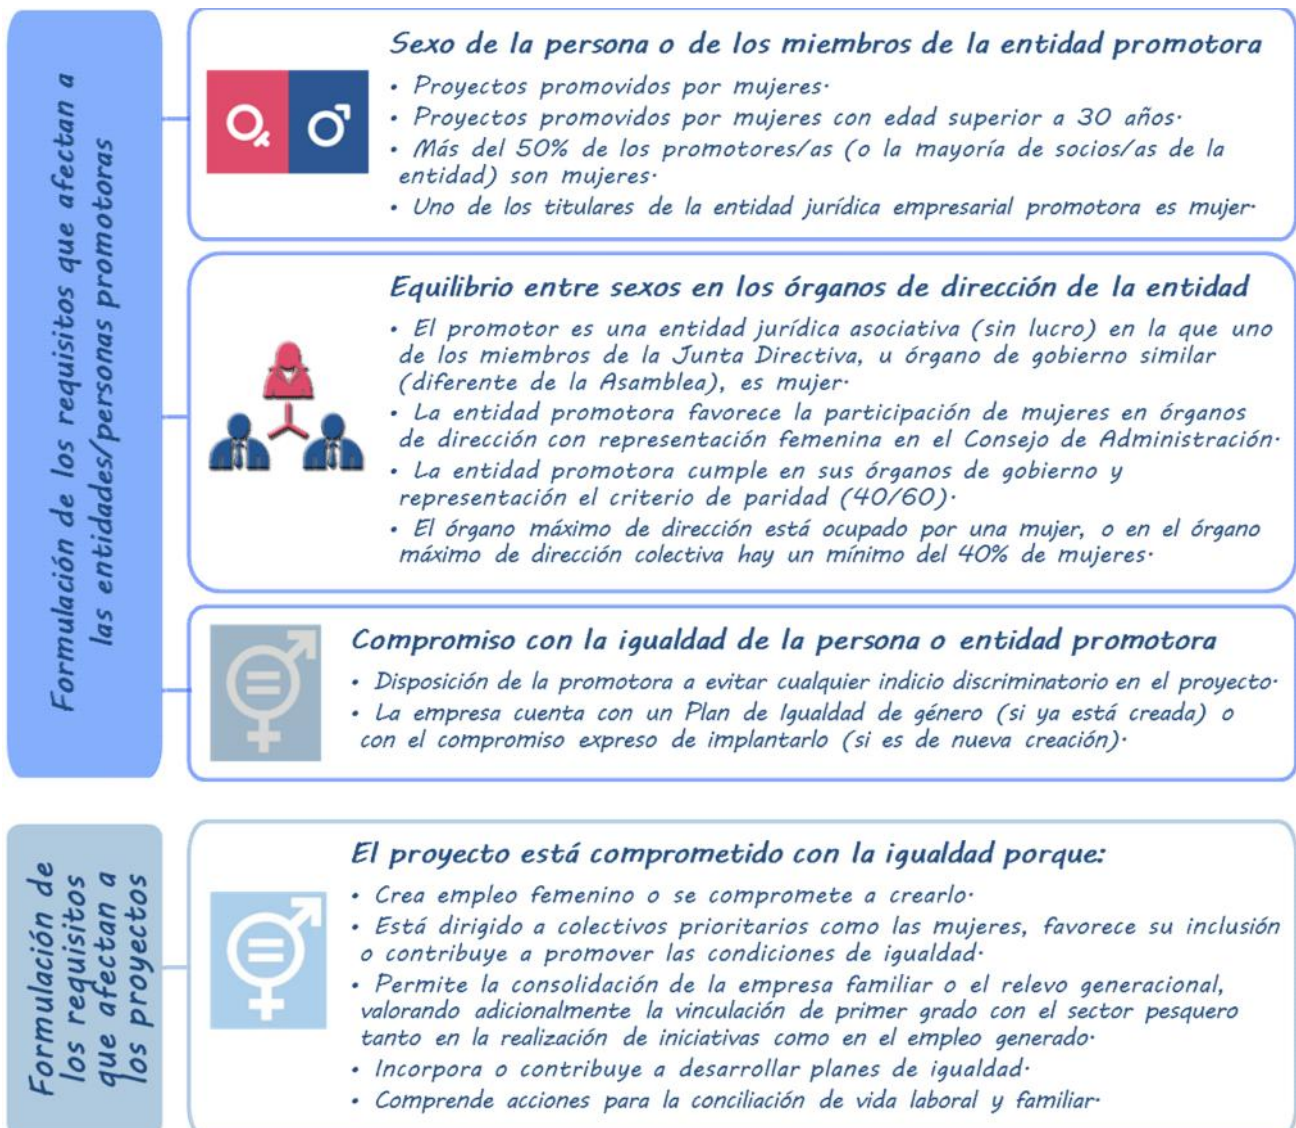 Formulación de los requisitos que afectan a
las entidades/personas promotoras
Sexo de la persona o de los miembros de la entidad promotora
• Proyectos promovidos por mujeres.
• Proyectos promovidos por mujeres con edad superior a 30 años.
• Más del 50% de los promotores/as (o la mayoría de socios/as de la
entidad) son mujeres.
• Uno de los titulares de la entidad jurídica empresarial promotora es mujer.
Equilibrio entre sexos en los órganos de dirección de la entidad
• El promotor es una entidad jurídica asociativa (sin lucro) en la que uno
de los miembros de la Junta Directiva, u órgano de gobierno similar
(diferente de la Asamblea), es mujer.
• La entidad promotora favorece la participación de mujeres en órganos
de dirección con representación femenina en el Consejo de Administración.
• La entidad promotora cumple en sus órganos de gobierno y
representación el criterio de paridad (40/60).
• El órgano máximo de dirección está ocupado por una mujer, o en el órgano
máximo de dirección colectiva hay un mínimo del 40% de mujeres.
Compromiso con la igualdad de la persona o entidad promotora
• Disposición de la promotora a evitar cualquier indicio discriminatorio en el proyecto.
• La empresa cuenta con un Plan de Igualdad de género (si ya está creada) o
con el compromiso expreso de implantarlo (si es de nueva creación).
Formulación de
los requisitos
que afectan a
los proyectos
El proyecto está comprometido con la igualdad porque:
• Crea empleo femenino o se compromete a crearlo.
• Está dirigido a colectivos prioritarios como las mujeres, favorece su inclusión
o contribuye a promover las condiciones de igualdad.
• Permite la consolidación de la empresa familiar o el relevo generacional,
valorando adicionalmente la vinculación de primer grado con el sector pesquero
tanto en la realización de iniciativas como en el empleo generado.
• Incorpora o contribuye a desarrollar planes de igualdad.
• Comprende acciones para la conciliación de vida laboral y familiar.